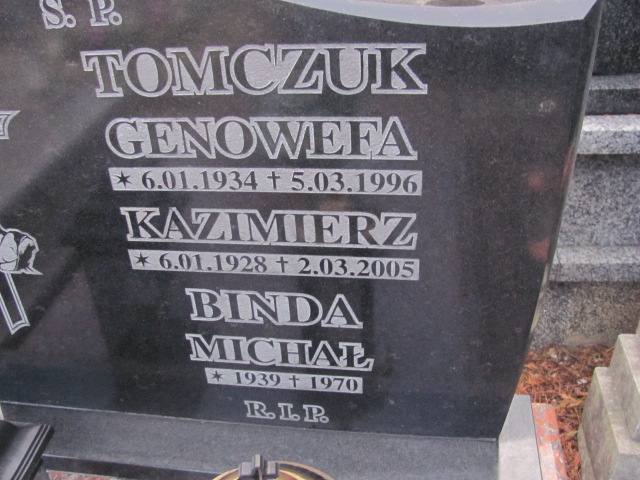 S. P.
TOMCZUK
GENOWEFA
* 6.01.1934 † 5.03.1996
KAZIMIERZ
* 6.01.1928 † 2.03.2005
BINDA
MICHAŁ
* 1939 † 1970
R.I.P.